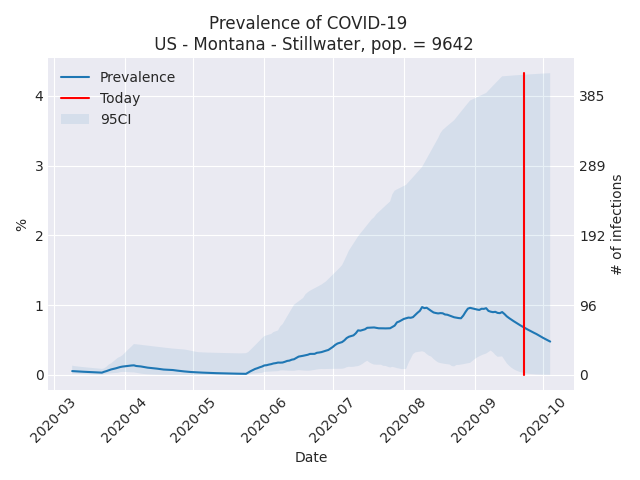 Prevalence of COVID-19
US - Montana - Stillwater, pop. = 9642
Prevalence
Today
95CI
4
3
2
1
0
%
385
289
192
96
0
# of infections
2020-03
2020-04
2020-05
2020-06
2020-07
2020-08
2020-09
2020-10
Date